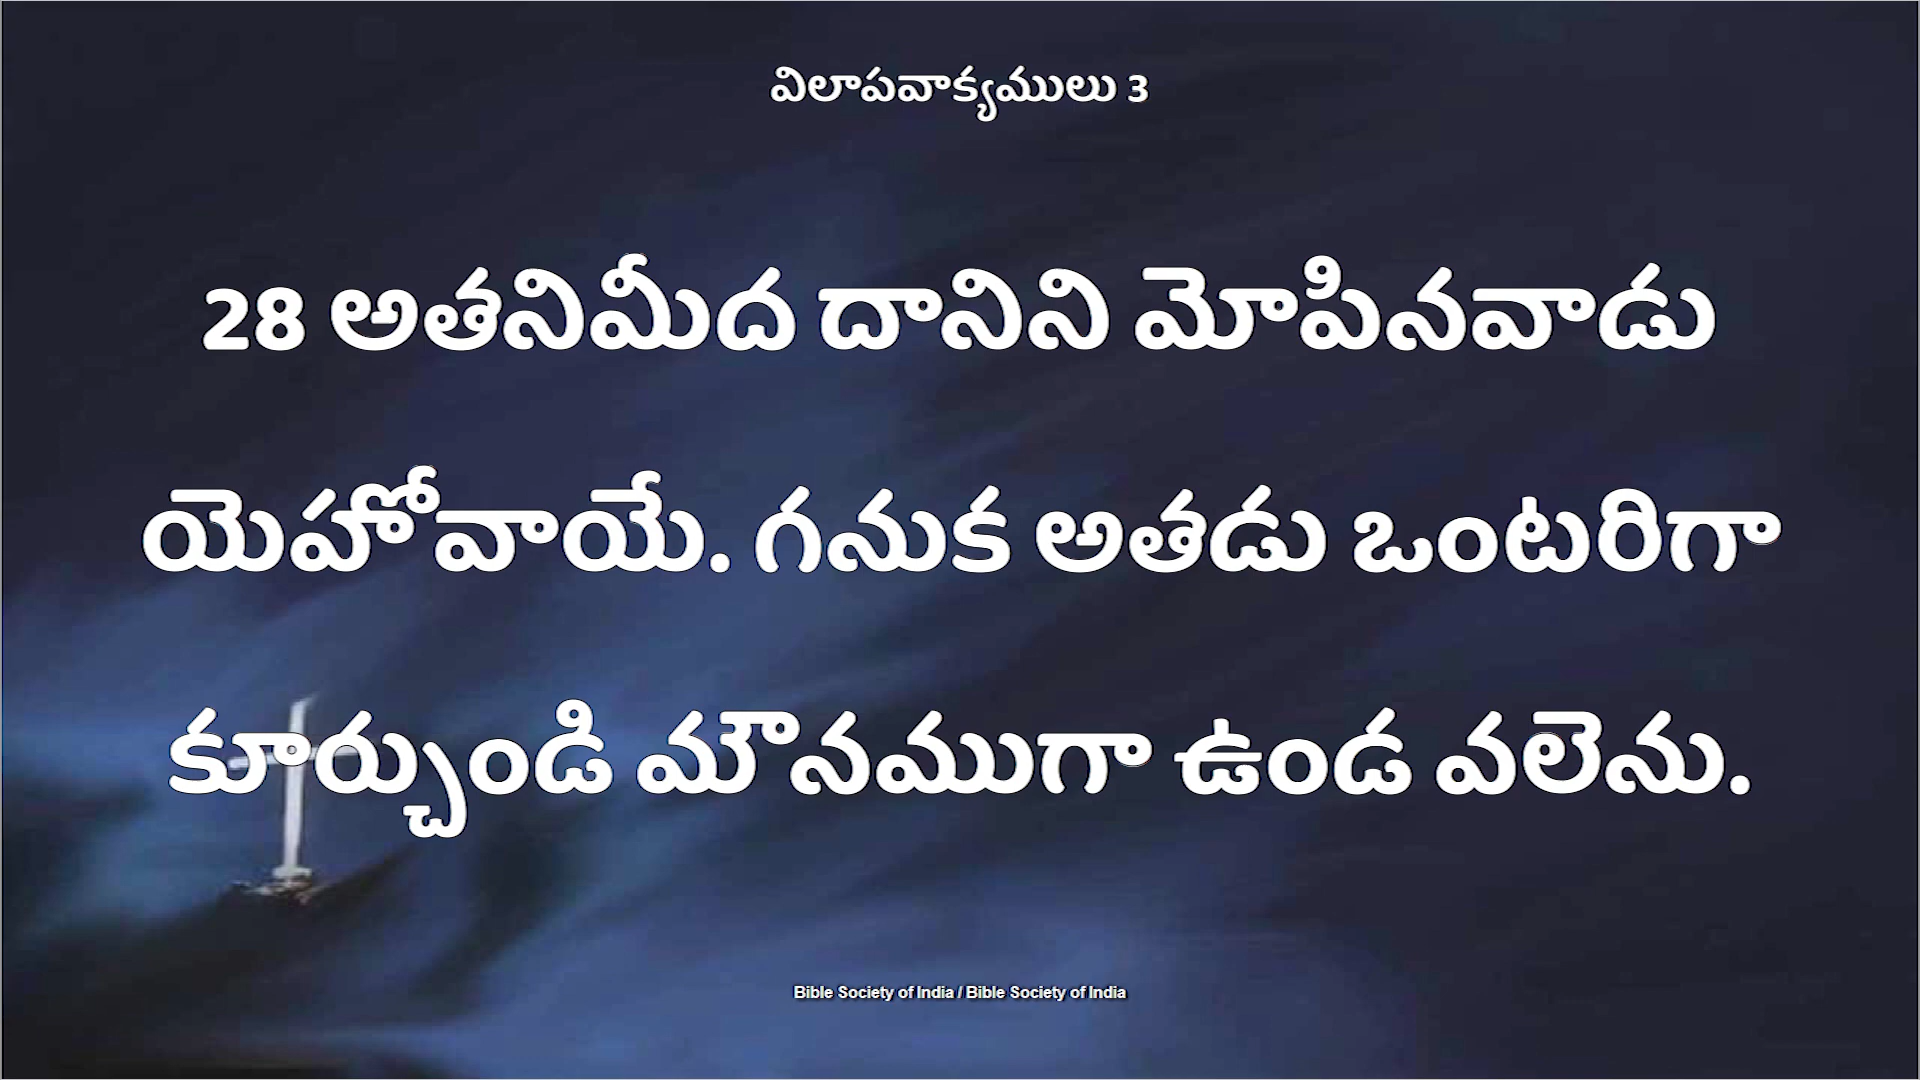 విలాపవాక్యములు 3
28 అతనిమీద దానిని మోపినవాడు
యెహోవాయే. గనుక అతడు ఒంటరిగా
కూర్చుండి మౌనముగా ఉండ వలెను.
Bible Society of India / Bible Society of India